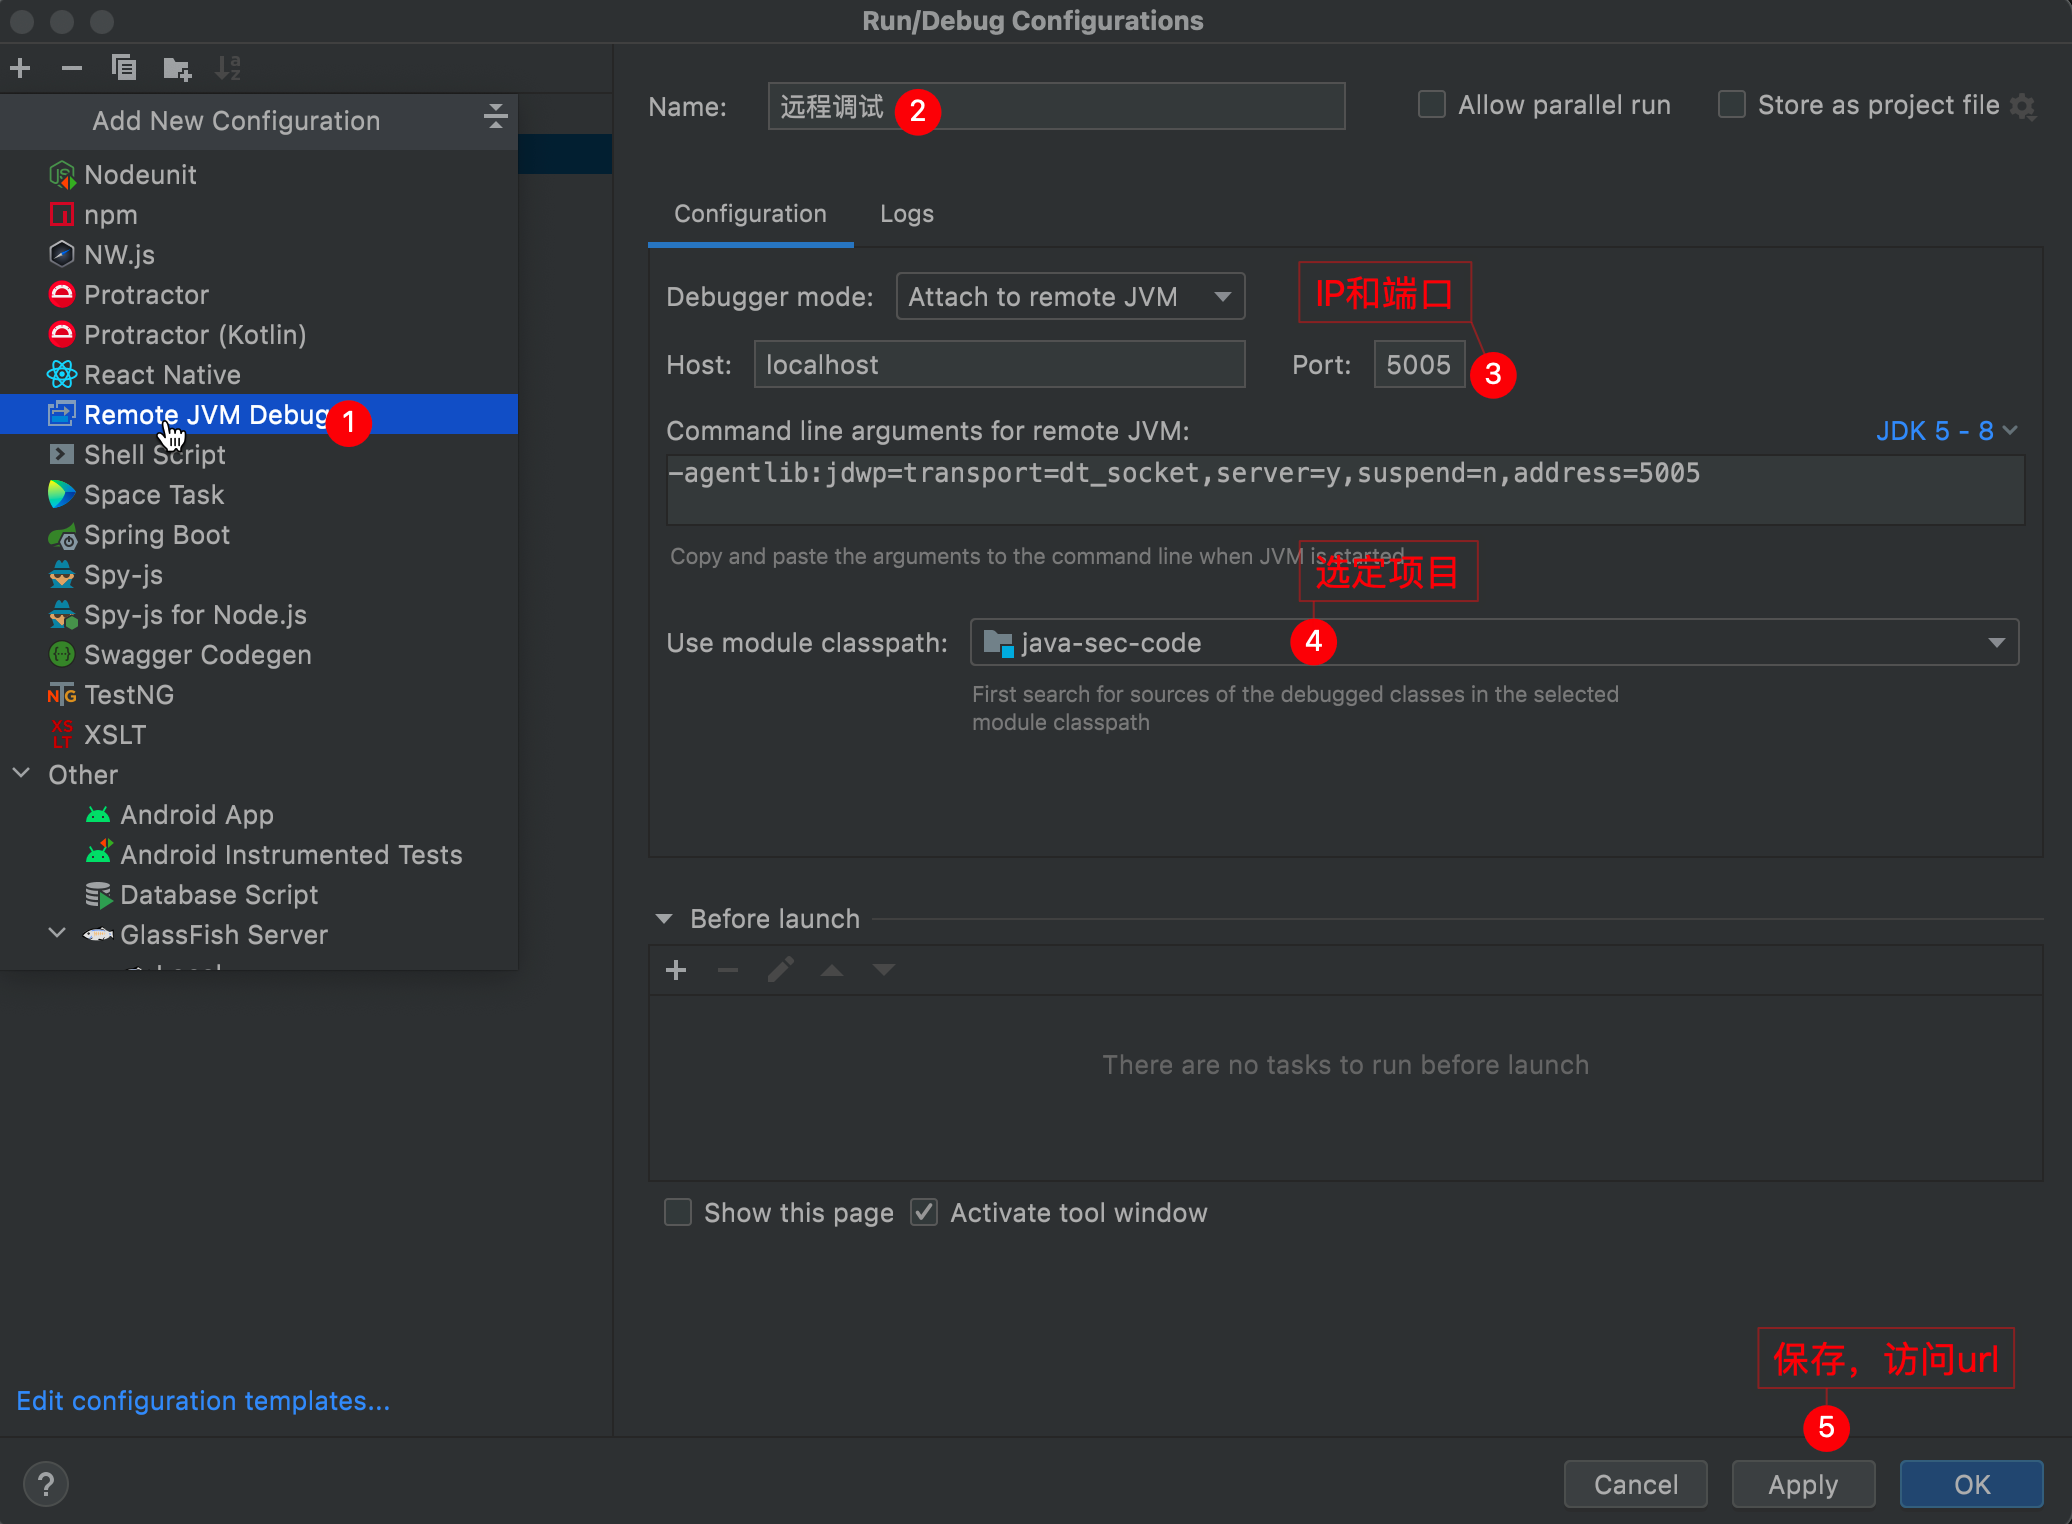 Run/Debug Configurations
Add New Configuration
Nodeunit
npm
NW.js
Protractor
Protractor (Kotlin)
React Native
Remote JVM Debug
1
Shell Script
Space Task
Spring Boot
Spy-js
Spy-js for Node.js
Swagger Codegen
TestNG
XSLT
Other
Android App
Android Instrumented Tests
Database Script
GlassFish Server
Edit configuration templates...
Name: 远程调试 2
Allow parallel run
Store as project file
Configuration Logs
Debugger mode: Attach to remote JVM
IP和端口
Host: localhost
Port: 5005 3
Command line arguments for remote JVM:
JDK 5 - 8
-agentlib:jdwp=transport=dt_socket,server=y,suspend=n,address=5005
Copy and paste the arguments to the command line when JVM is started
选定项目
Use module classpath: java-sec-code 4
First search for sources of the debugged classes in the selected
module classpath
Before launch
There are no tasks to run before launch
Show this page Activate tool window
保存，访问url
5
? Cancel Apply OK